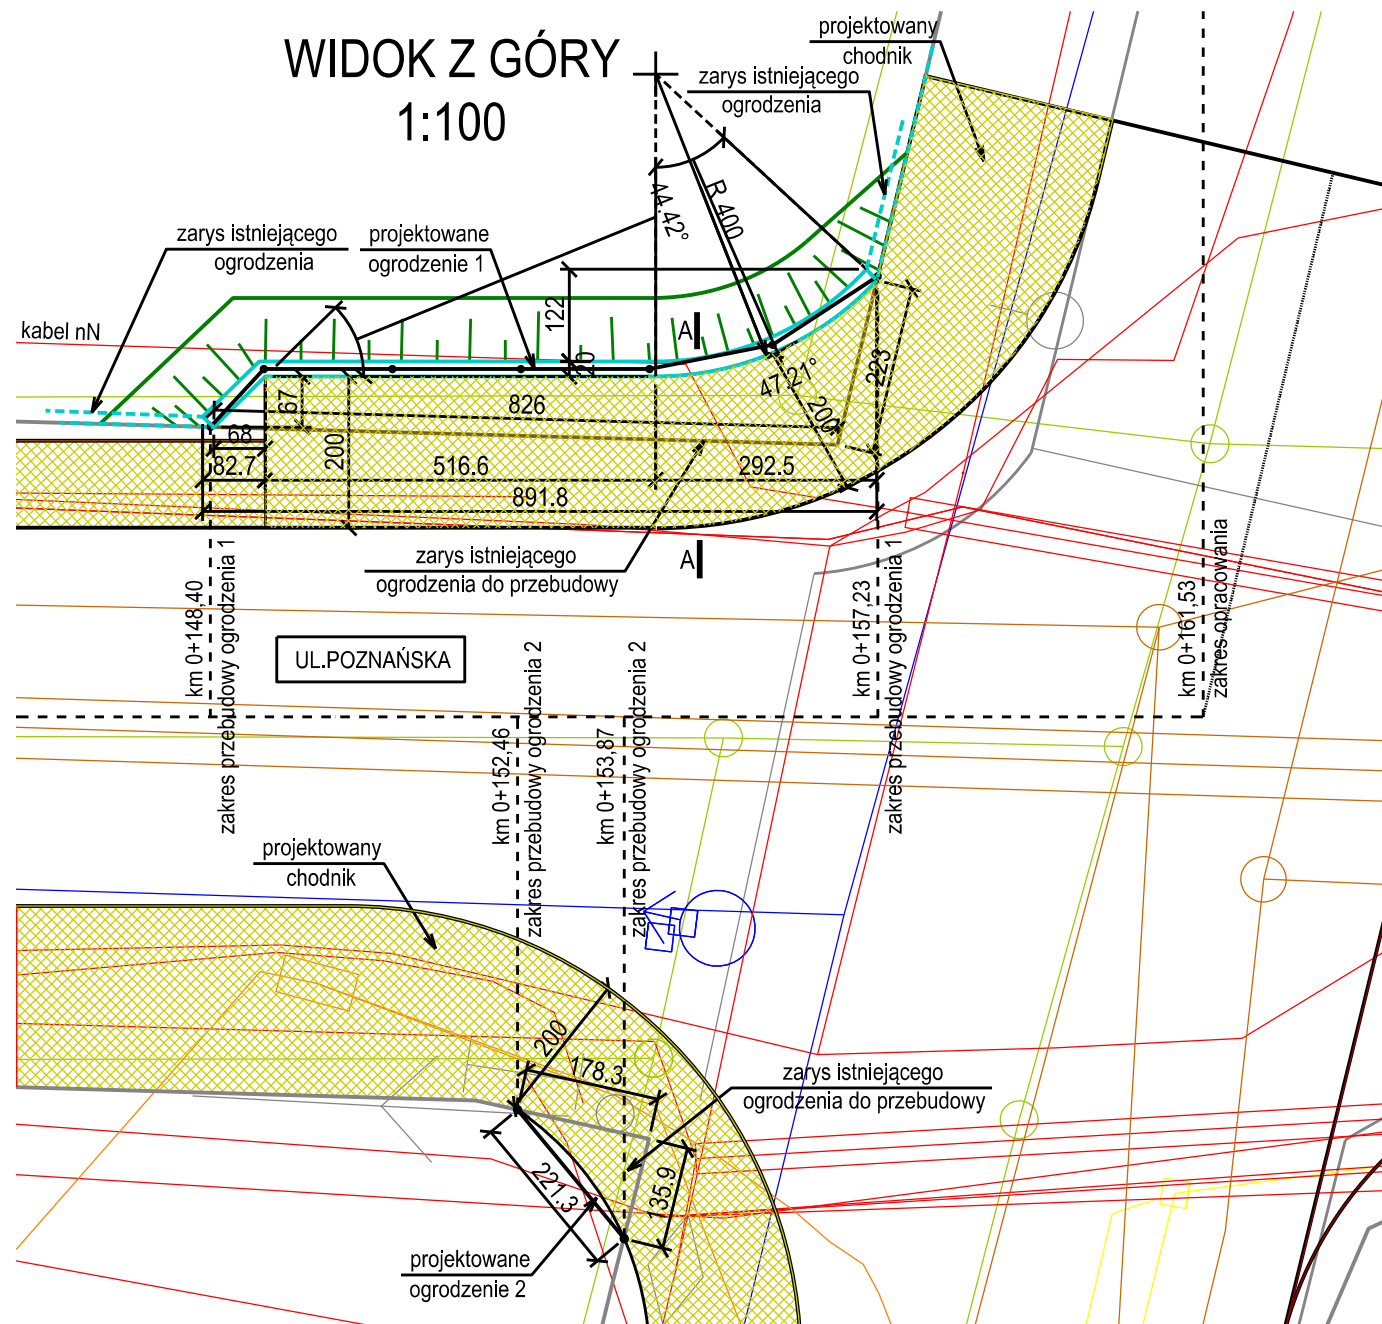 WIDOK Z GÓRY
1:100
projektowany
chodnik
zarys istniejącego
ogrodzenia
zarys istniejącego
ogrodzenia
projektowane
ogrodzenie 1
kabel nN
44.42°
R 400
122
20
A
47.21°
223
67
826
200
68
200
82.7
516.6
292.5
891.8
zarys istniejącego
ogrodzenia do przebudowy
A
km 0+148,40
zakres przebudowy ogrodzenia 1
UL.POZNAŃSKA
km 0+152,46
zakres przebudowy ogrodzenia 2
km 0+153,87
zakres przebudowy ogrodzenia 2
km 0+157,23
zakres przebudowy ogrodzenia 1
km 0+161,53
zakres opracowania
projektowany
chodnik
200
178.3
zarys istniejącego
ogrodzenia do przebudowy
221.3
135.9
projektowane
ogrodzenie 2